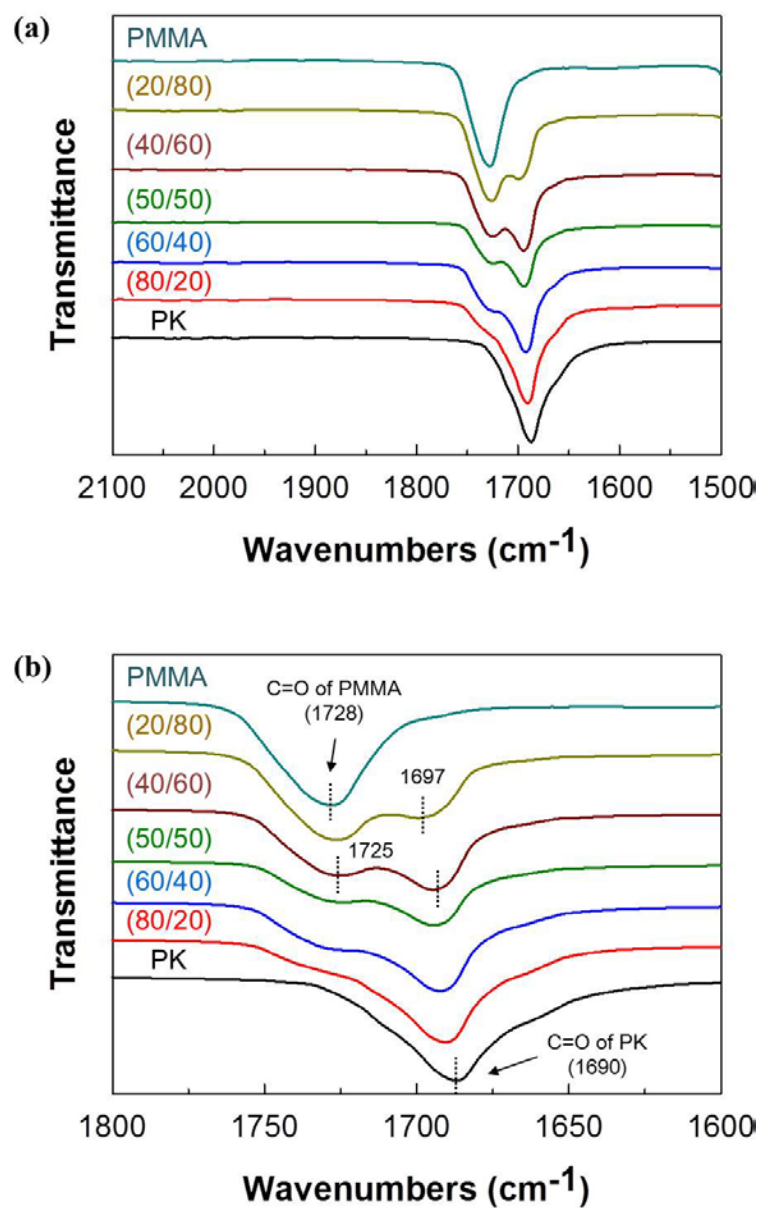 (a)
PMMA
(20/80)
(40/60)
(50/50)
(60/40)
(80/20)
PK
Transmittance
2100 2000 1900 1800 1700 1600 1500
Wavenumbers (cm-1)
(b)
PMMA
C=O of PMMA
(1728)
(20/80)
1697
(40/60)
1725
(50/50)
(60/40)
(80/20)
PK
C=O of PK
(1690)
Transmittance
1800 1750 1700 1650 1600
Wavenumbers (cm-1)